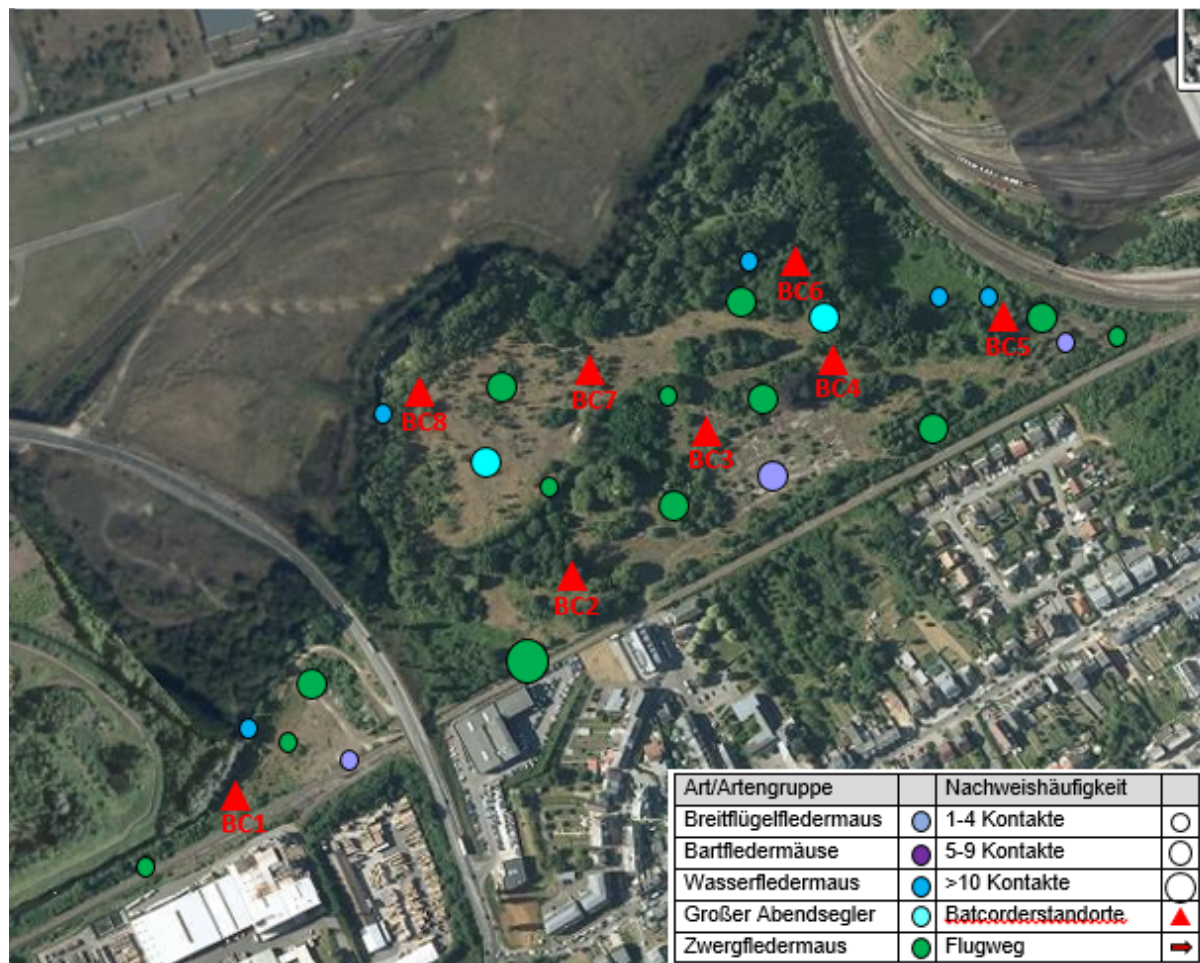 BC6
BC5
BC4
BC7
BC8
BC3
BC2
BC1
Art/Artengruppe Nachweishäufigkeit
Breitflügelfledermaus 1-4 Kontakte
Bartfledermäuse 5-9 Kontakte
Wasserfledermaus >10 Kontakte
Großer Abendsegler Batcorderstandorte
Zwergfledermaus Flugweg